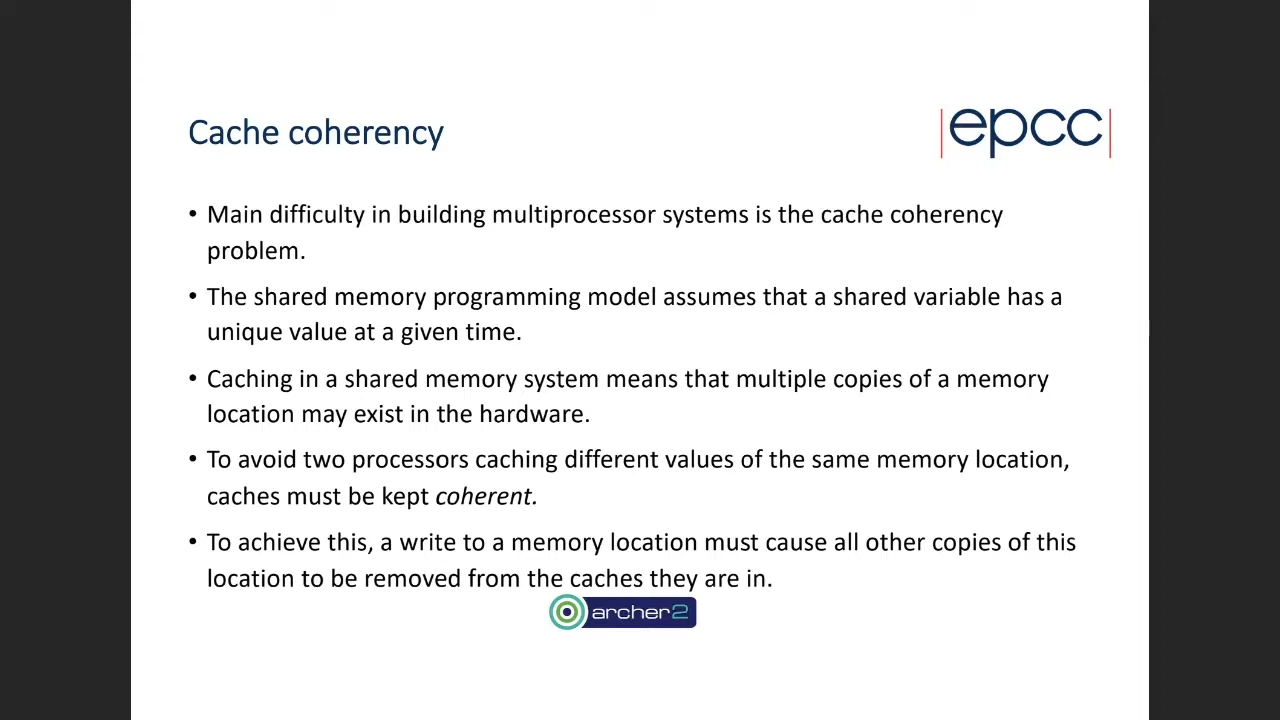 Cache coherency
|epcc|
• Main difficulty in building multiprocessor systems is the cache coherency
problem.
• The shared memory programming model assumes that a shared variable has a
unique value at a given time.
• Caching in a shared memory system means that multiple copies of a memory
location may exist in the hardware.
• To avoid two processors caching different values of the same memory location,
caches must be kept coherent.
• To achieve this, a write to a memory location must cause all other copies of this
location to be removed from the caches they are in.
archer2